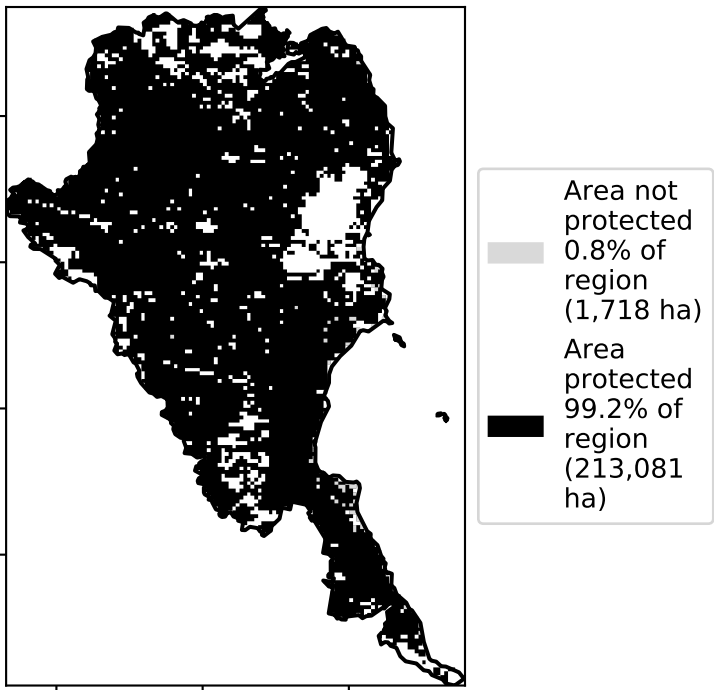 Area not
protected
0.8% of
region
(1,718 ha)
Area
protected
99.2% of
region
(213,081
ha)